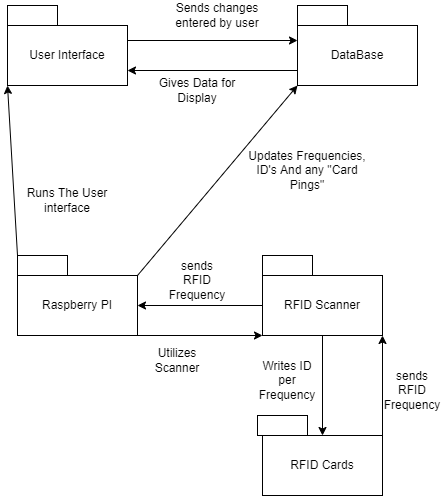 Sends changes
entered by user
User Interface
DataBase
Gives Data for
Display
Updates Frequencies,
ID's And any "Card
Pings"
Runs The User
interface
sends
RFID
Frequency
Raspberry PI
RFID Scanner
Utilizes
Scanner
Writes ID
per
Frequency
sends
RFID
Frequency
RFID Cards